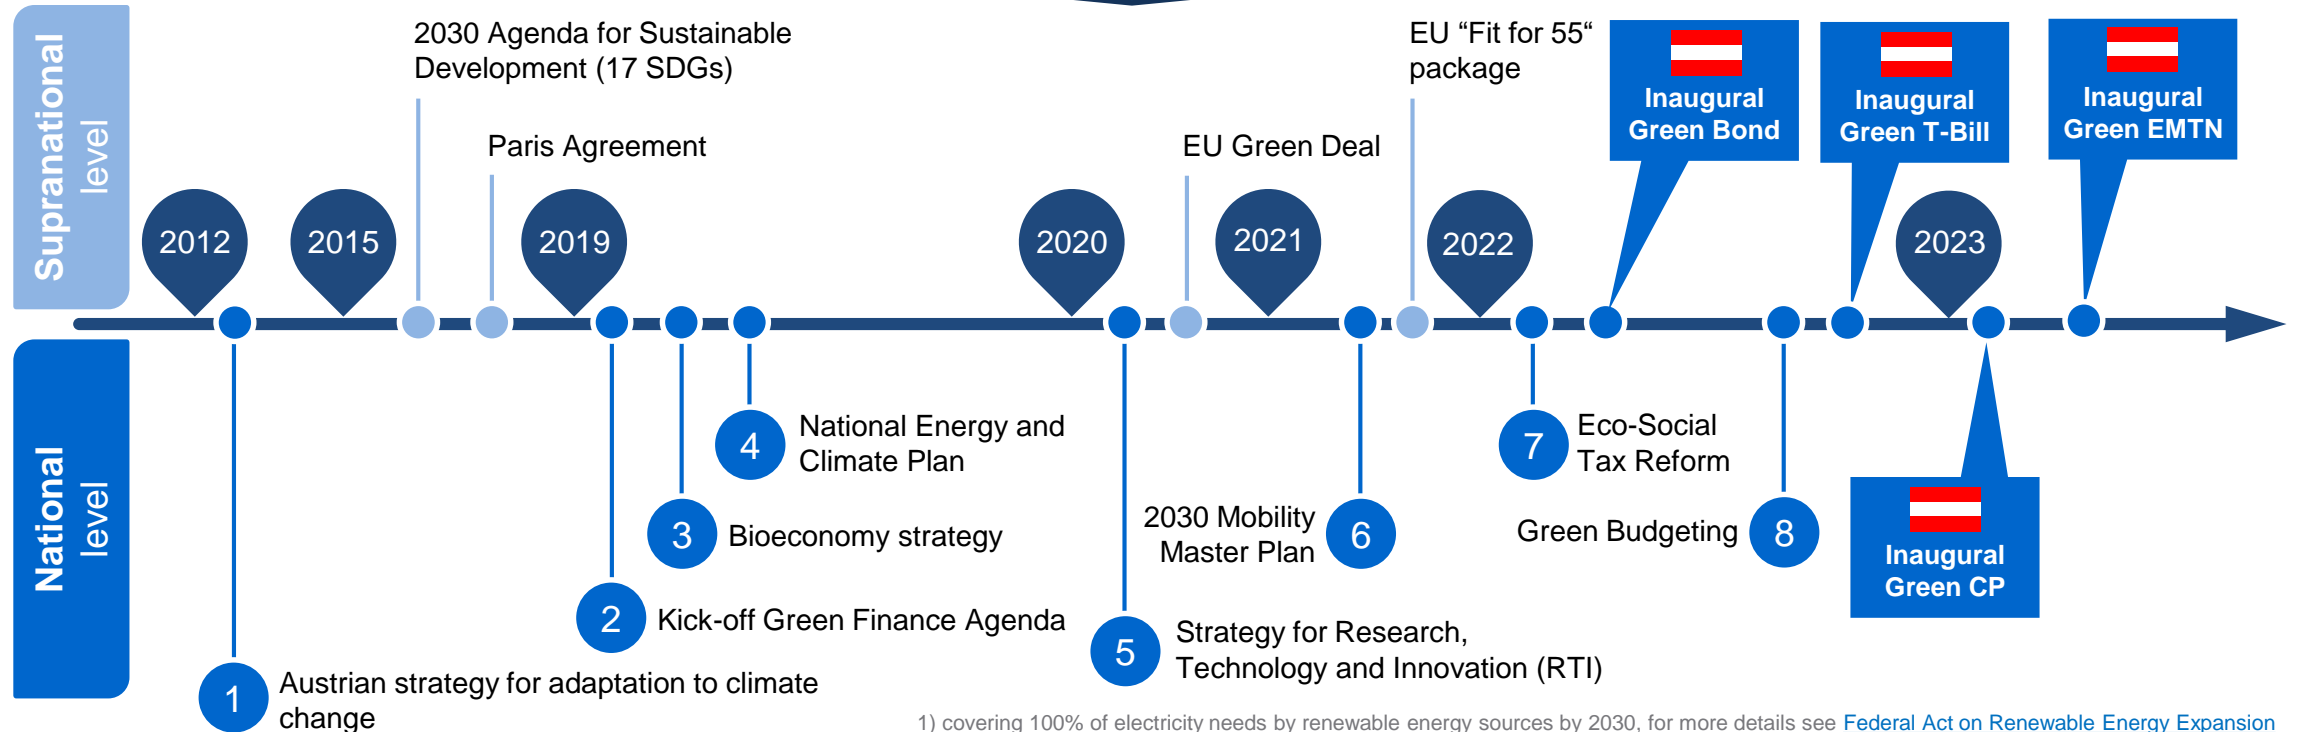 Supranational
level
2030 Agenda for Sustainable
Development (17 SDGs)
Paris Agreement
EU Green Deal
EU “Fit for 55“
package
Inaugural
Green Bond
Inaugural
Green T-Bill
Inaugural
Green EMTN
2012
2015
2019
2020
2021
2022
2023
National
level
1
Austrian strategy for adaptation to climate
change
2
Kick-off Green Finance Agenda
3
Bioeconomy strategy
4
National Energy and
Climate Plan
5
Strategy for Research,
Technology and Innovation (RTI)
2030 Mobility
Master Plan
6
7
Eco-Social
Tax Reform
Green Budgeting
8
Inaugural
Green CP
1) covering 100% of electricity needs by renewable energy sources by 2030, for more details see Federal Act on Renewable Energy Expansion